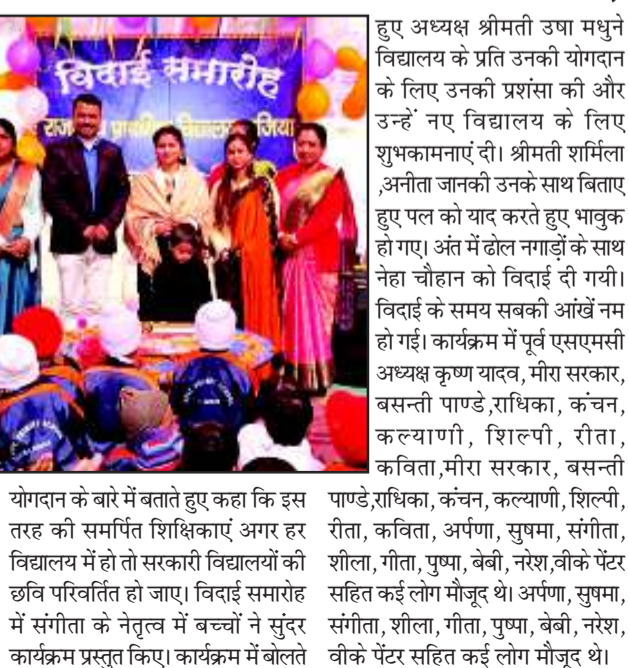 विदाई समारोह
प्राथमिक विद्यालय
योगदान के बारे में बताते हुए कहा कि इस
तरह की समर्पित शिक्षिकाएं अगर हर
विद्यालय में हो तो सरकारी विद्यालयों की
छवि परिवर्तित हो जाए। विदाई समारोह
में संगीता के नेतृत्व में बच्चों ने सुंदर
कार्यक्रम प्रस्तुत किए। कार्यक्रम में बोलते
हुए अध्यक्ष श्रीमती उषा मधुने
विद्यालय के प्रति उनकी योगदान
के लिए उनकी प्रशंसा की और
उन्हें नए विद्यालय के लिए
शुभकामनाएं दी। श्रीमती शर्मिला
,अनीता जानकी उनके साथ बिताए
हुए पल को याद करते हुए भावुक
हो गए। अंत में ढोल नगाड़ों के साथ
नेहा चौहान को विदाई दी गयी।
विदाई के समय सबकी आंखें नम
हो गई। कार्यक्रम में पूर्व एसएमसी
अध्यक्ष कृष्ण यादव, मीरा सरकार,
बसन्ती पाण्डे,राधिका, कंचन,
कल्याणी, शिल्पी, रीता,
कविता,मीरा सरकार, बसन्ती
पाण्डे,राधिका, कंचन, कल्याणी, शिल्पी,
रीता, कविता, अर्पणा, सुषमा, संगीता,
शीला, गीता, पुष्पा, बेबी, नरेश,वीके पेंटर
सहित कई लोग मौजूद थे। अर्पणा, सुषमा,
संगीता, शीला, गीता, पुष्पा, बेबी, नरेश,
वीके पेंटर सहित कई लोग मौजूद थे।